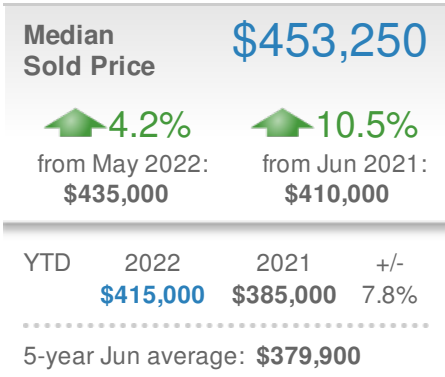 Median $453,250
Sold Price
4.2% 10.5%
from May 2022: from Jun 2021:
$435,000 $410,000
YTD 2022 2021 +/-
$415,000 $385,000 7.8%
5-year Jun average: $379,900